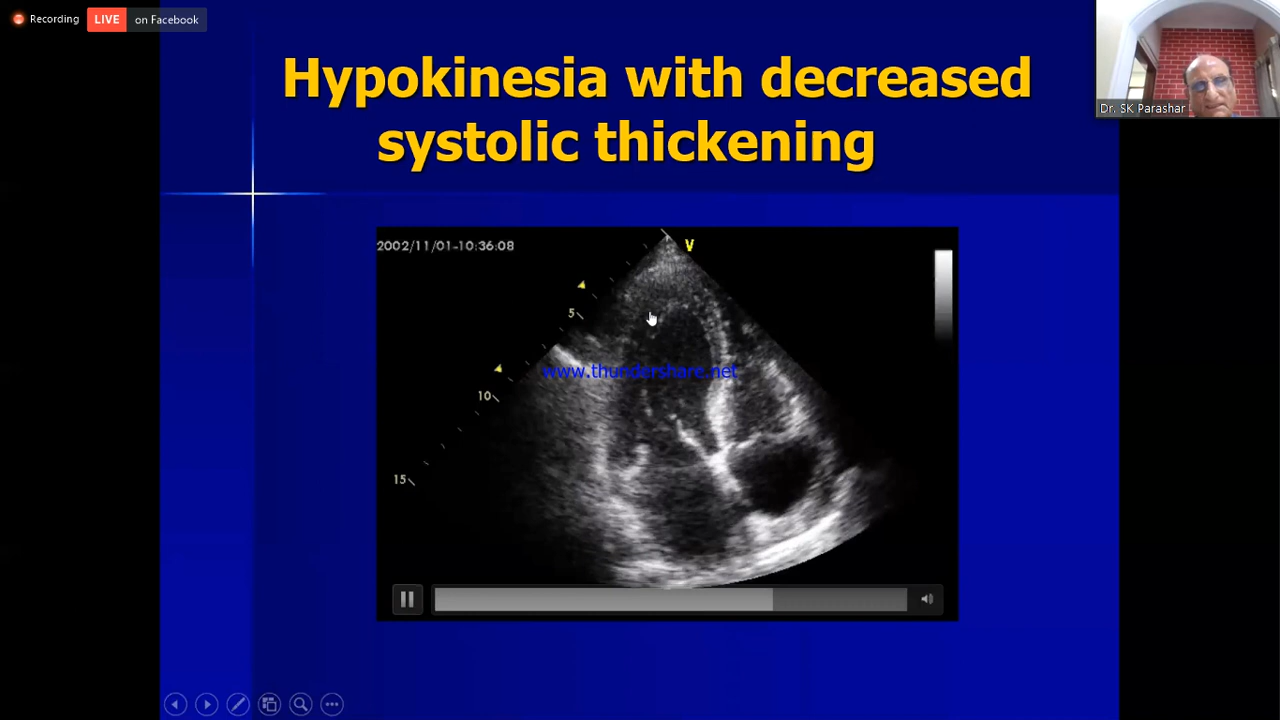 Recording
LIVE on Facebook
Hypokinesia with decreased
systolic thickening
Dr. SK Parashar
2002/11/01-10:36:08
V
5
www.thundershare.net
10
15